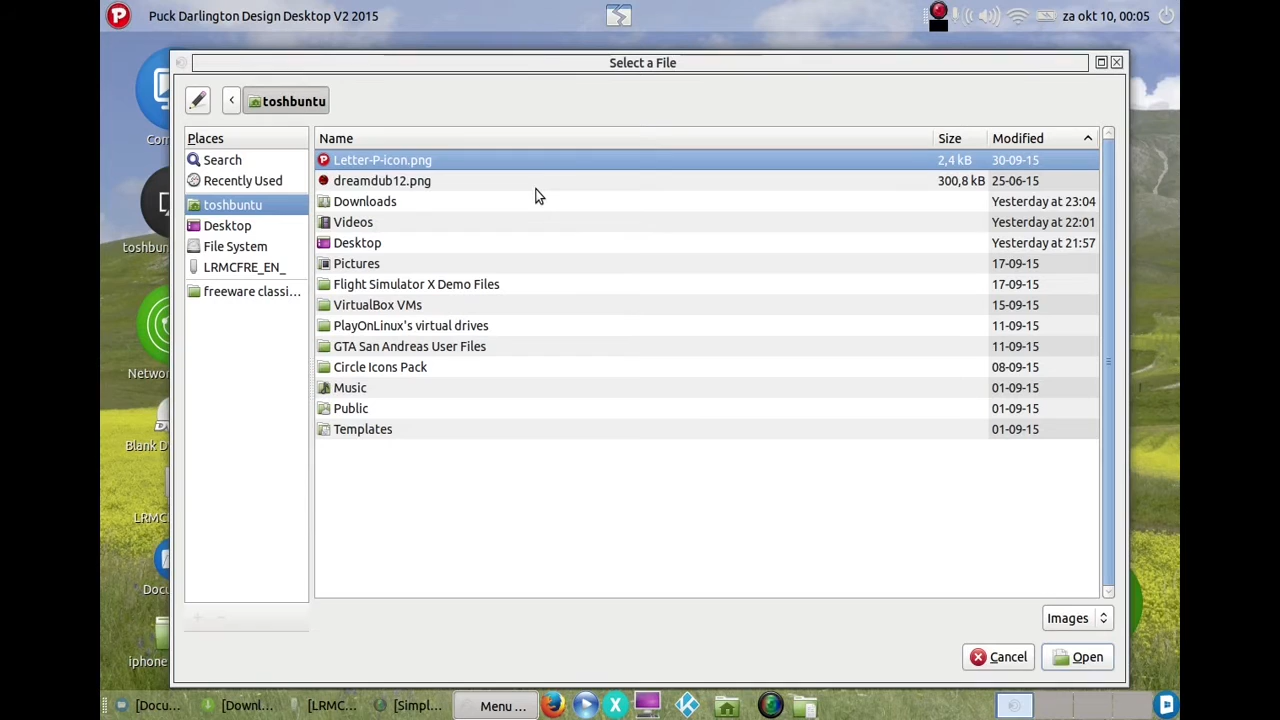 Puck Darlington Design Desktop V2 2015
za okt 10, 00:05
Select a File
toshbuntu
Places
Name Size Modified
Search
Recently Used
toshbuntu
Desktop
File System
LRMCFRE_EN_
freeware classi...
Letter-P-icon.png 2,4 kB 30-09-15
dreamdub12.png 300,8 kB 25-06-15
Downloads Yesterday at 23:04
Videos Yesterday at 22:01
Desktop Yesterday at 21:57
Pictures 17-09-15
Flight Simulator X Demo Files 17-09-15
VirtualBox VMs 15-09-15
PlayOnLinux's virtual drives 11-09-15
GTA San Andreas User Files 11-09-15
Circle Icons Pack 08-09-15
Music 01-09-15
Public 01-09-15
Templates 01-09-15
Images
Cancel Open
Com
toshbun
Networ
Blank D
LRMC
Docu
iphone
[Docu... [Downl... [LRMC... [Simpl... Menu ...